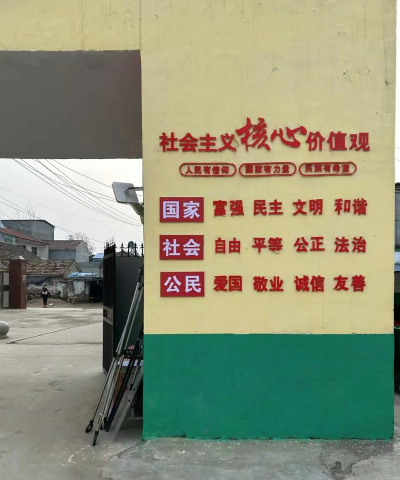 社会主义核心价值观
人民有信仰 国家有力量 民族有希望
国家 富强 民主 文明 和谐
社会 自由 平等 公正 法治
公民 爱国 敬业 诚信 友善